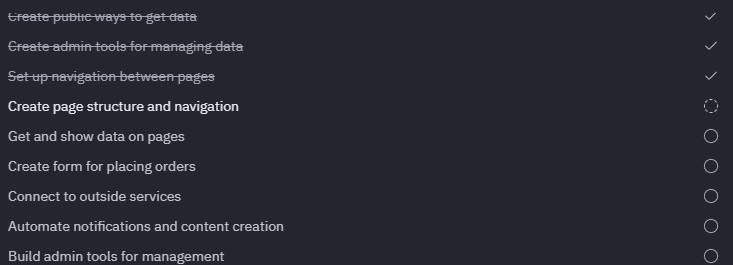 Create public ways to get data
Create admin tools for managing data
Set up navigation between pages
Create page structure and navigation
Get and show data on pages
Create form for placing orders
Connect to outside services
Automate notifications and content creation
Build admin tools for management